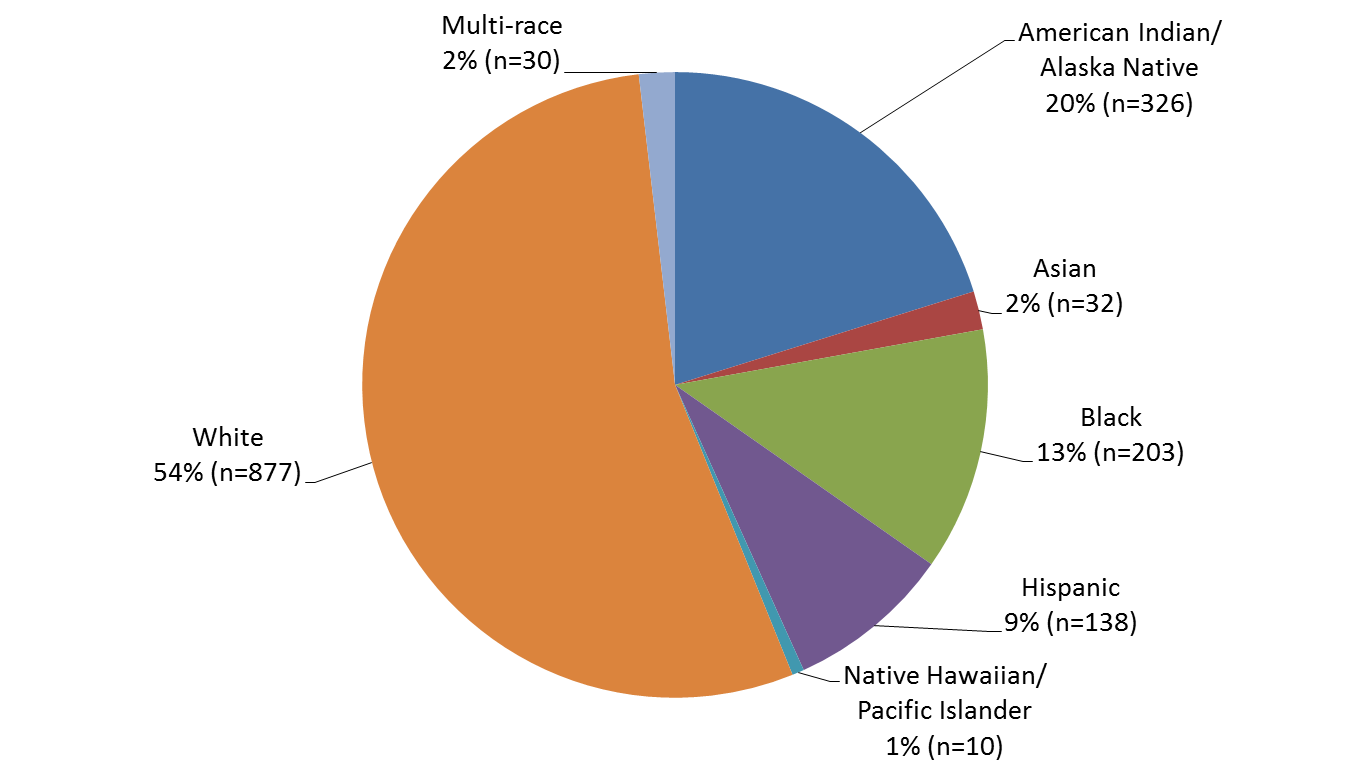 Multi-race
2% (n=30)
American Indian/
Alaska Native
20% (n=326)
Asian
2% (n=32)
Black
13% (n=203)
Hispanic
9% (n=138)
Native Hawaiian/
Pacific Islander
1% (n=10)
White
54% (n=877)